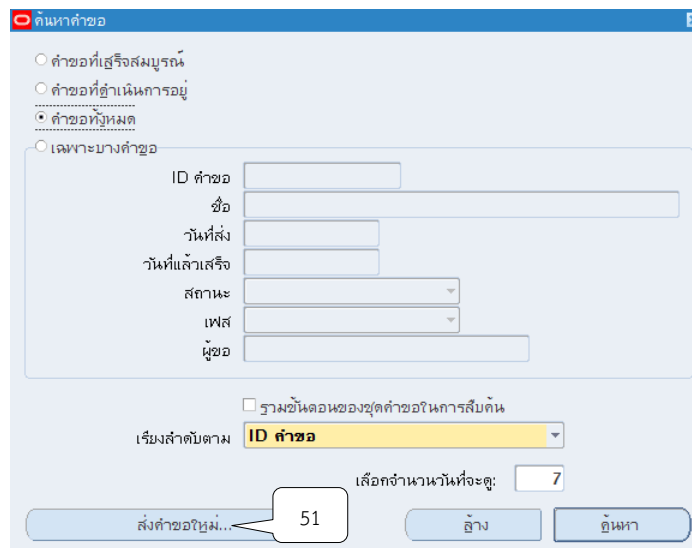 ค้นหาคำขอ
คำขอที่เสร็จสมบูรณ์
คำขอที่ดำเนินการอยู่
คำขอทั้งหมด
เฉพาะบางคำขอ
ID คำขอ
ชื่อ
วันที่ส่ง
วันที่แล้วเสร็จ
สถานะ
เฟส
ผู้ขอ
รวมขั้นตอนของชุดคำขอในการสืบค้น
เรียงลำดับตาม ID คำขอ
เลือกจำนวนวันที่จะดู: 7
ส่งคำขอใหม่... 51 ล้าง ค้นหา